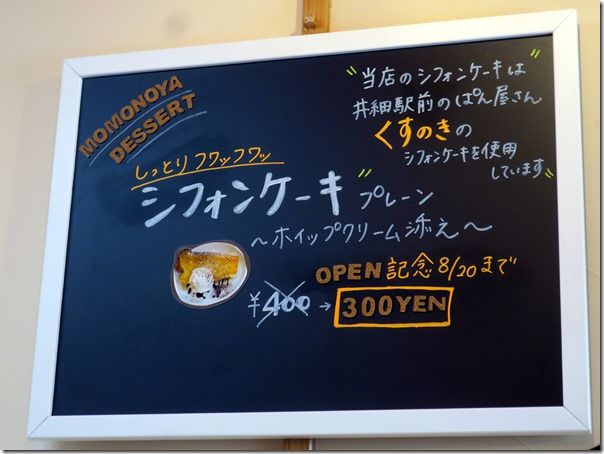 MOMONOYA
DESSERT
"当店のシフォンケーキは
井細駅前のぱん屋さん
くすのきの
シフォンケーキを使用
しています"
しっとりフワッフワッ
シフォンケーキ" プレーン
～ホイップクリーム添え～
OPEN 記念 8/20まで
¥400 → 300YEN